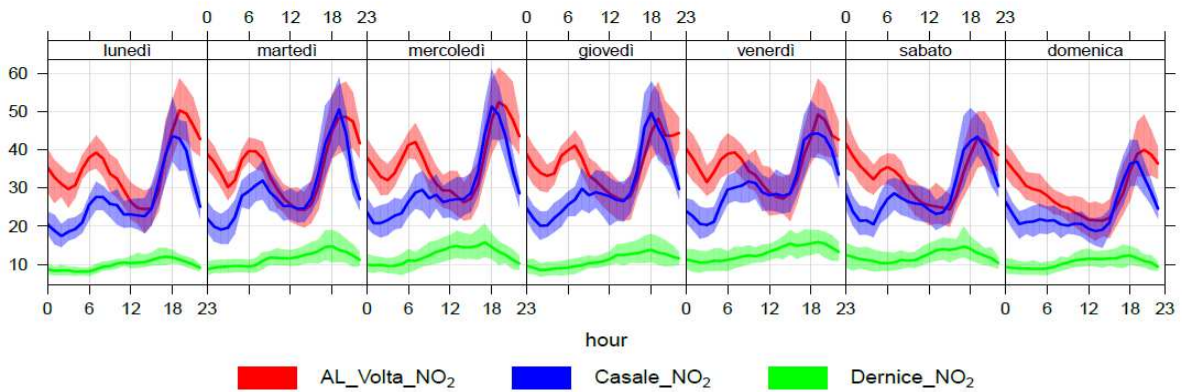 0 6 12 18 23 0 6 12 18 23 0 6 12 18 23
lunedì martedì mercoledì giovedì venerdì sabato domenica
60
50
40
30
20
10
0 6 12 18 23 0 6 12 18 23 0 6 12 18 23 0 6 12 18 23
hour
AL_Volta_NO₂ Casale_NO₂ Dernice_NO₂